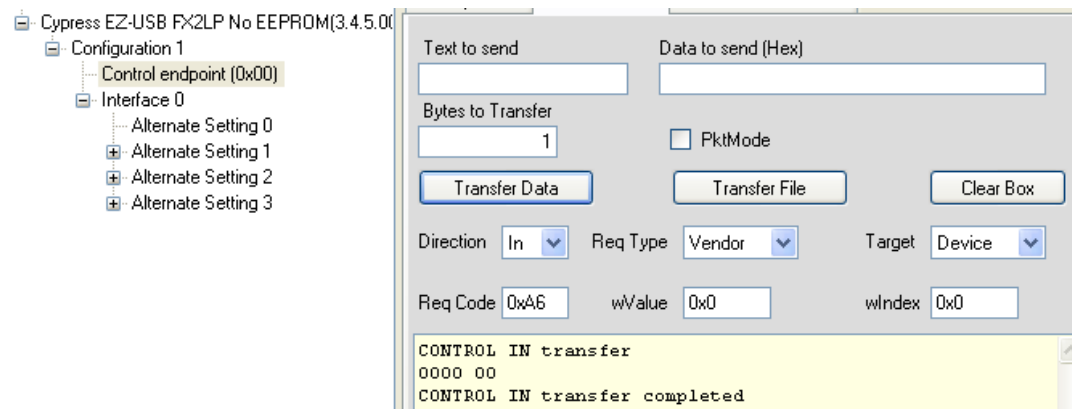 Cypress EZ-USB FX2LP No EEPROM(3.4.5.00
Configuration 1
Control endpoint (0x00)
Interface 0
Alternate Setting 0
Alternate Setting 1
Alternate Setting 2
Alternate Setting 3
Text to send Data to send (Hex)
Bytes to Transfer
1 PktMode
Transfer Data Transfer File Clear Box
Direction In Req Type Vendor Target Device
Req Code 0xA6 wValue 0x0 wIndex 0x0
CONTROL IN transfer
0000 00
CONTROL IN transfer completed